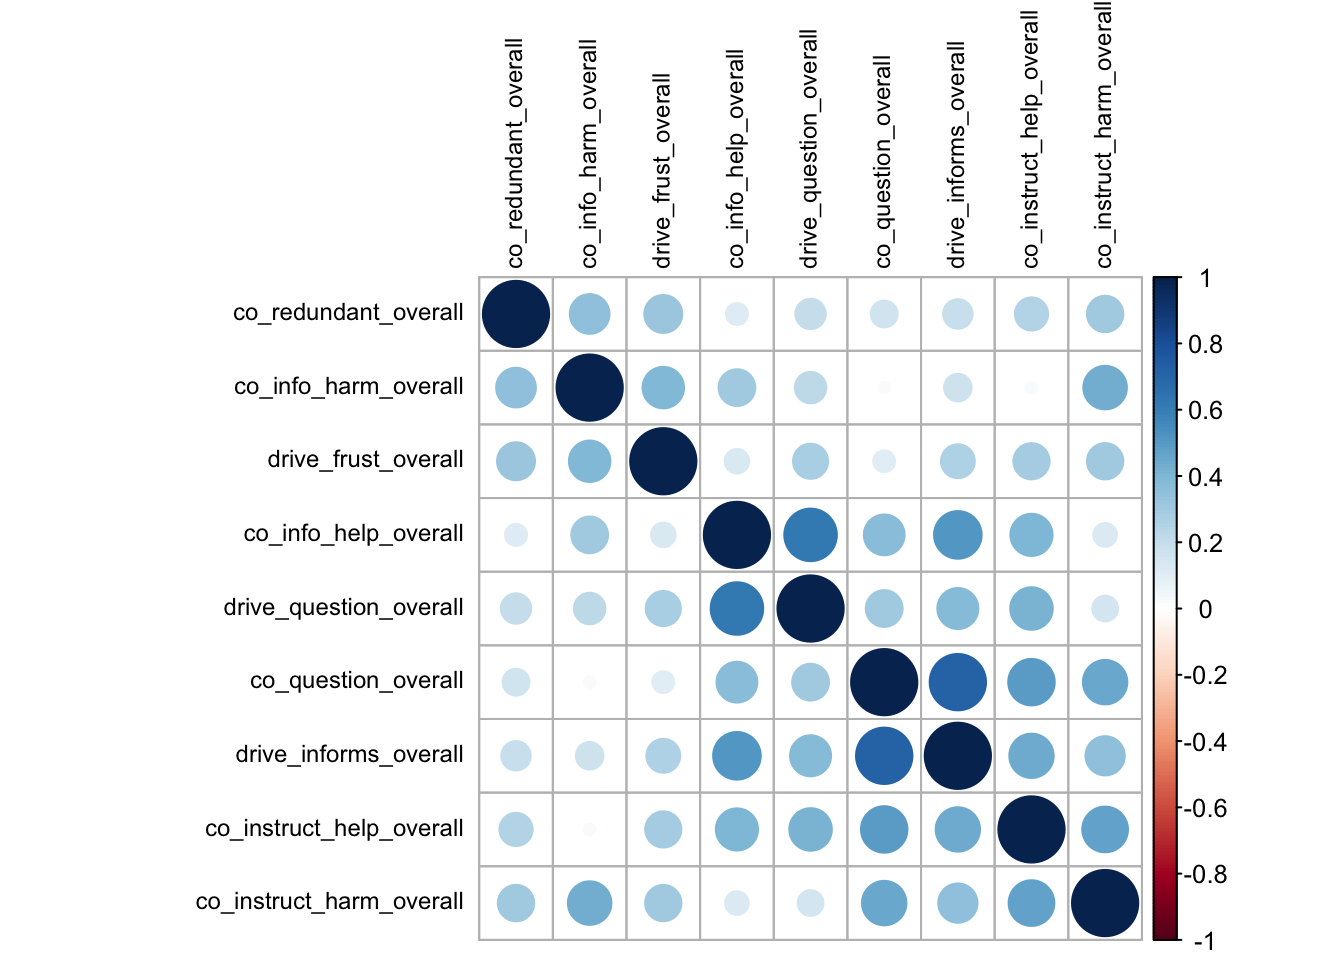 co_redundant_overall
co_info_harm_overall
drive_frust_overall
co_info_help_overall
drive_question_overall
co_question_overall
drive_informs_overall
co_instruct_help_overall
co_instruct_harm_overall
co_redundant_overall
co_info_harm_overall
drive_frust_overall
co_info_help_overall
drive_question_overall
co_question_overall
drive_informs_overall
co_instruct_help_overall
co_instruct_harm_overall
1
0.8
0.6
0.4
0.2
0
-0.2
-0.4
-0.6
-0.8
-1